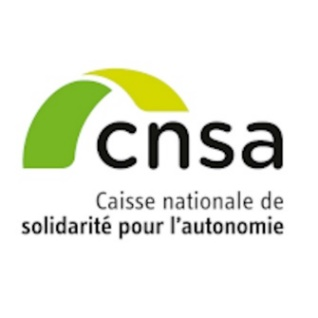 cnsa
Caisse nationale de
solidarité pour l'autonomie